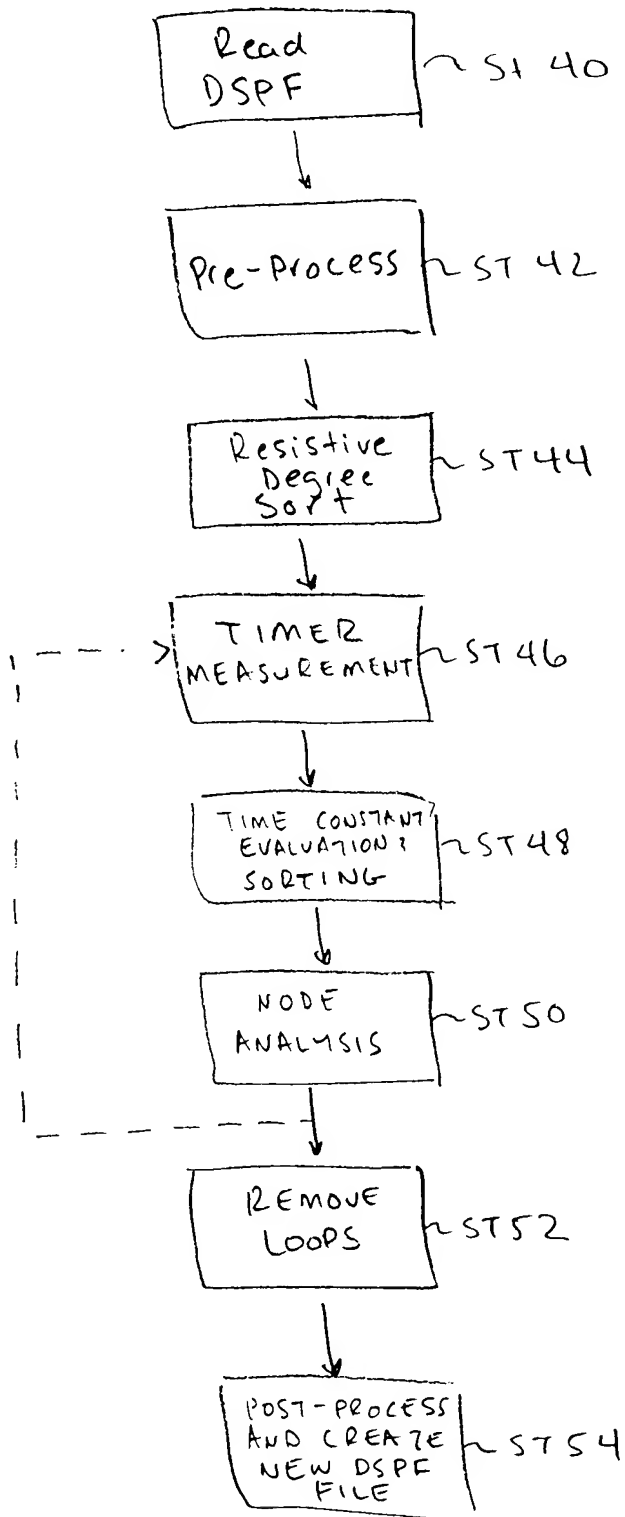 Read
DSPF
St 40
Pre-Process
ST 42
Resistive
Degree
Sort
ST 44
TIMER
MEASUREMENT
ST 46
TIME CONSTANT
EVALUATION &
SORTING
ST 48
NODE
ANALYSIS
ST 50
REMOVE
LOOPS
ST 52
POST-PROCESS
AND CREATE
NEW DSPF
FILE
ST 54